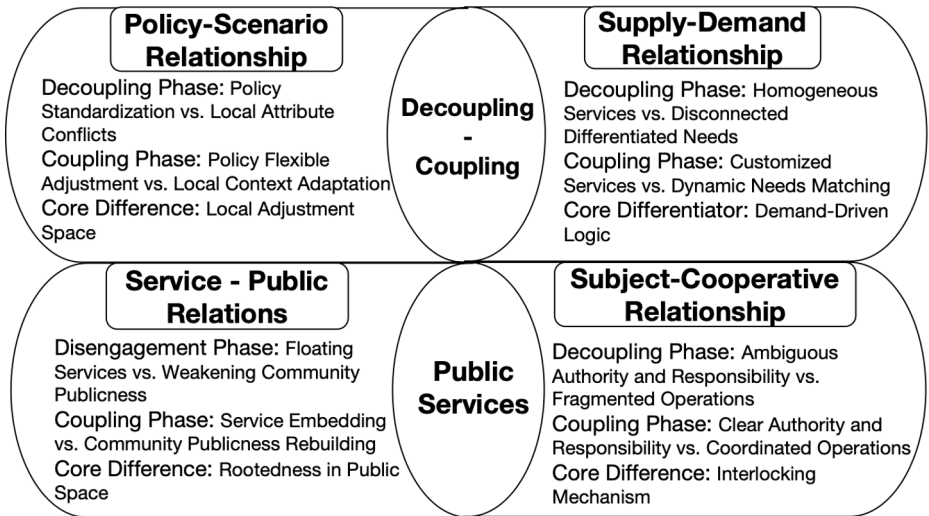 Policy-Scenario
Relationship
Decoupling Phase: Policy
Standardization vs. Local Attribute
Conflicts
Coupling Phase: Policy Flexible
Adjustment vs. Local Context Adaptation
Core Difference: Local Adjustment
Space
Decoupling
-
Coupling
Supply-Demand
Relationship
Decoupling Phase: Homogeneous
Services vs. Disconnected
Differentiated Needs
Coupling Phase: Customized
Services vs. Dynamic Needs Matching
Core Differentiator: Demand-Driven
Logic
Service - Public
Relations
Disengagement Phase: Floating
Services vs. Weakening Community
Publicness
Coupling Phase: Service Embedding
vs. Community Publicness Rebuilding
Core Difference: Rootedness in Public
Space
Public
Services
Subject-Cooperative
Relationship
Decoupling Phase: Ambiguous
Authority and Responsibility vs.
Fragmented Operations
Coupling Phase: Clear Authority and
Responsibility vs. Coordinated Operations
Core Difference: Interlocking
Mechanism